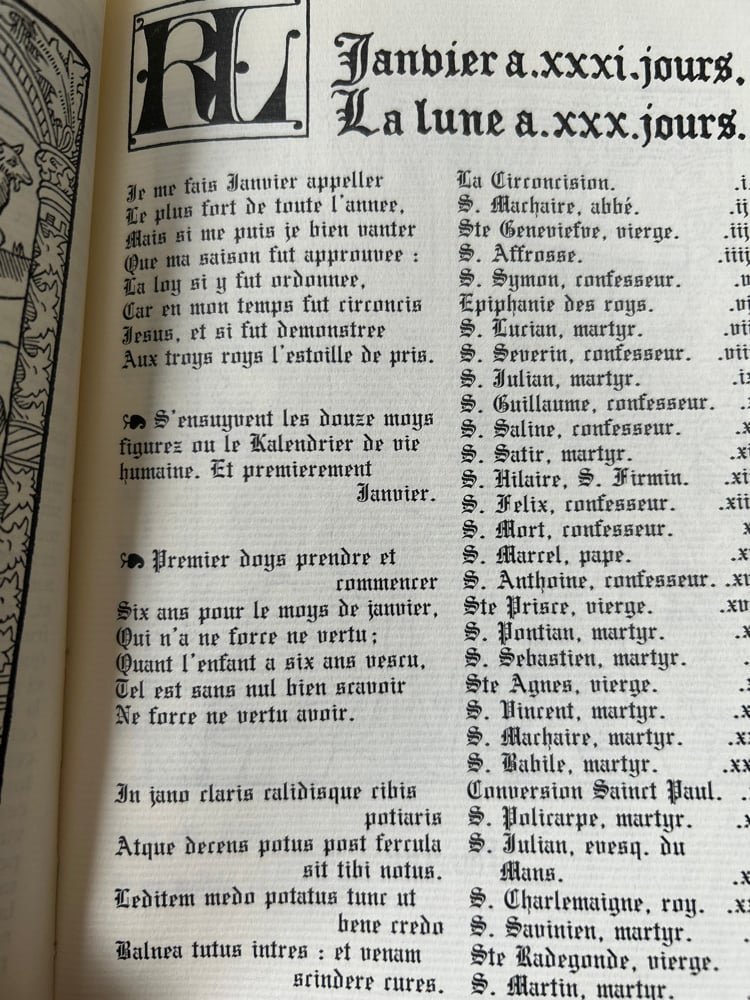 KL
Janvier a.xxxi.jours.
La lune a.xxx.jours.
Je me fais Janvier appeller
Le plus fort de toute l'annee,
Mais si me puis je bien vanter
Que ma saison fut approuvee :
La loy si y fut ordonnee,
Car en mon temps fut circoncis
Jesus, et si fut demonstree
Aux troys roys l'estoille de pris.
S'ensuyvent les douze moys
figurez ou le Kalendrier de vie
humaine. Et premierement
Janvier.
Premier doys prendre et
commencer
Six ans pour le moys de janvier,
Qui n'a ne force ne vertu;
Quant l'enfant a six ans vescu,
Tel est sans nul bien scavoir
Ne force ne vertu avoir.
In jano claris calidisque cibis
potiaris
Atque decens potus post fercula
sit tibi notus.
Leditem medo potatus tunc ut
bene credo
Balnea tutus intres : et venam
scindere cures.
La Circoncision. .i.
S. Machaire, abbé. .ii
Ste Geneviefve, vierge. .iii
S. Affrosse. .iiii
S. Symon, confesseur.
Epiphanie des roys.
S. Lucian, martyr.
S. Severin, confesseur.
S. Julian, martyr.
S. Guillaume, confesseur.
S. Saline, confesseur.
S. Satir, martyr.
S. Hilaire, S. Firmin.
S. Felix, confesseur.
S. Mort, confesseur.
S. Marcel, pape.
S. Anthoine, confesseur.
Ste Prisce, vierge.
S. Pontian, martyr.
S. Sebastien, martyr.
Ste Agnes, vierge.
S. Vincent, martyr.
S. Machaire, martyr.
S. Babile, martyr.
Conversion Sainct Paul.
S. Policarpe, martyr.
S. Julian, evesq. du
Mans.
S. Charlemaigne, roy.
S. Savinien, martyr.
Ste Radegonde, vierge.
S. Martin, martyr.